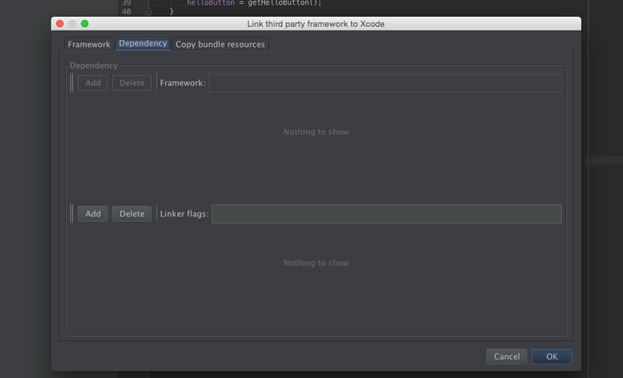 39 helloButton = getHelloButton();
40 }
Link third party framework to Xcode
Framework Dependency Copy bundle resources
Dependency
Add Delete Framework:
Nothing to show
Add Delete Linker flags:
Nothing to show
Cancel OK